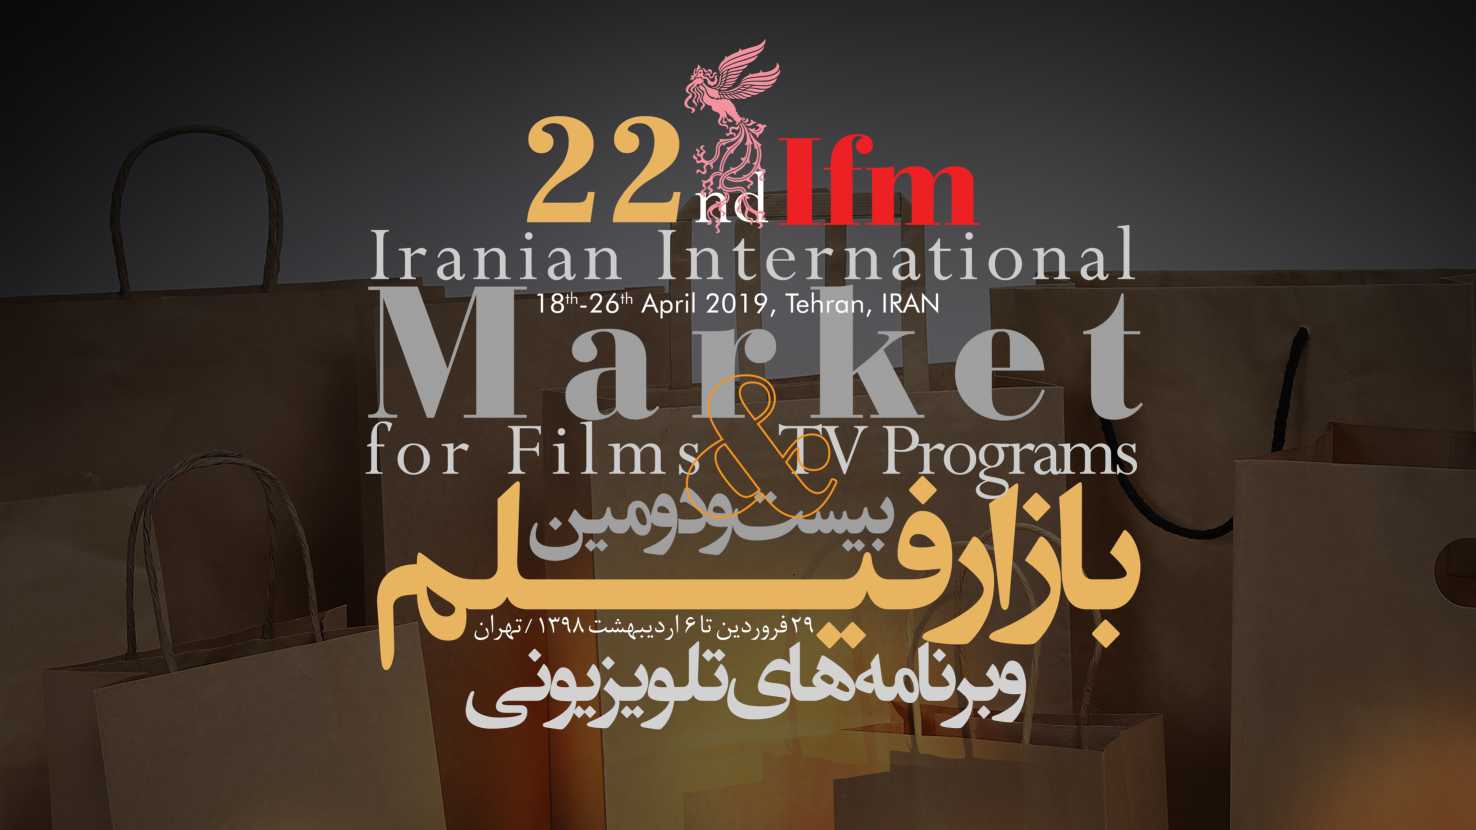 22nd Ifm
Iranian International
Market
18th-26th April 2019, Tehran, IRAN
for Films & TV Programs
بیست‌ودومین
بازار فیلم
۲۹ فروردین تا ۶ اردیبهشت ۱۳۹۸ / تهران
و برنامه‌های تلویزیونی